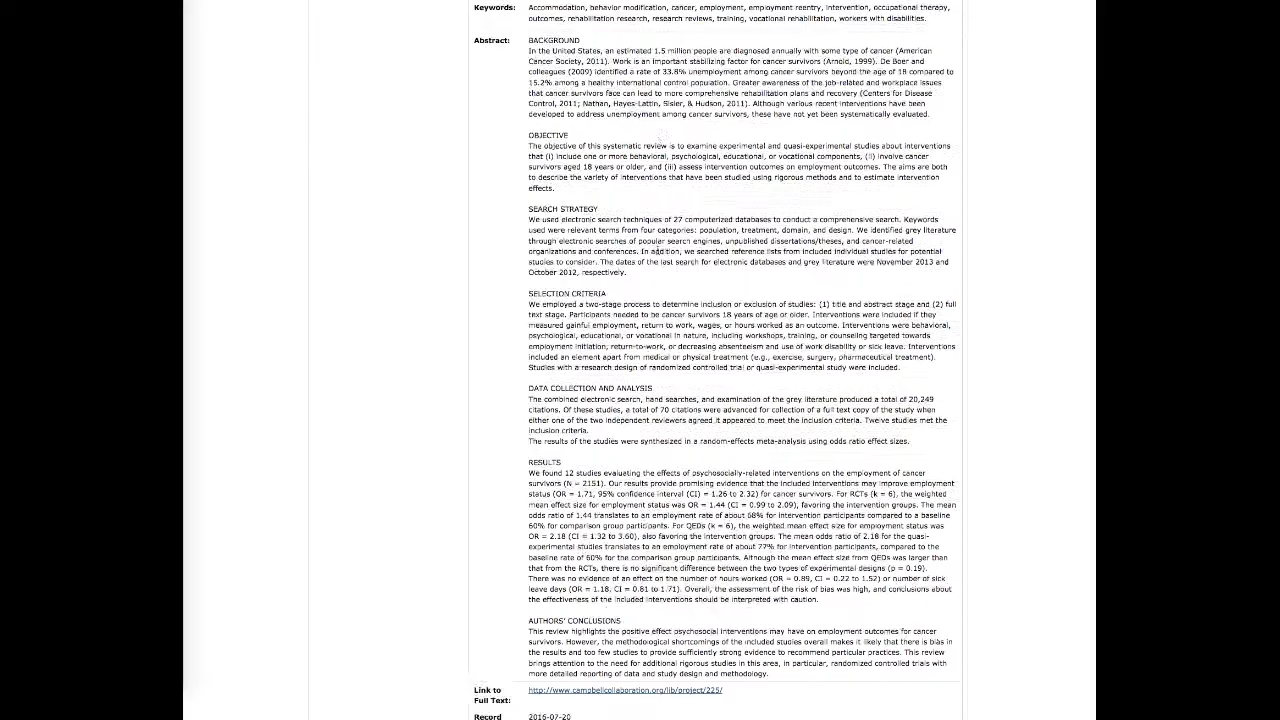 Keywords: Accommodation, behavior modification, cancer, employment, employment reentry, intervention, occupational therapy,
outcomes, rehabilitation research, research reviews, training, vocational rehabilitation, workers with disabilities.
Abstract: BACKGROUND
In the United States, an estimated 1.5 million people are diagnosed annually with some type of cancer (American
Cancer Society, 2011). Work is an important stabilizing factor for cancer survivors (Arnold, 1999). De Boer and
colleagues (2009) identified a rate of 33.8% unemployment among cancer survivors beyond the age of 18 compared to
15.2% among a healthy international control population. Greater awareness of the job-related and workplace issues
that cancer survivors face can lead to more comprehensive rehabilitation plans and recovery (Centers for Disease
Control, 2011; Nathan, Hayes-Lattin, Sisler, & Hudson, 2011). Although various recent interventions have been
developed to address unemployment among cancer survivors, these have not yet been systematically evaluated.
OBJECTIVE
The objective of this systematic review is to examine experimental and quasi-experimental studies about interventions
that (i) include one or more behavioral, psychological, educational, or vocational components, (ii) involve cancer
survivors aged 18 years or older, and (iii) assess intervention outcomes on employment outcomes. The aims are both
to describe the variety of interventions that have been studied using rigorous methods and to estimate intervention
effects.
SEARCH STRATEGY
We used electronic search techniques of 27 computerized databases to conduct a comprehensive search. Keywords
used were relevant terms from four categories: population, treatment, domain, and design. We identified grey literature
through electronic searches of popular search engines, unpublished dissertations/theses, and cancer-related
organizations and conferences. In addition, we searched reference lists from included individual studies for potential
studies to consider. The dates of the last search for electronic databases and grey literature were November 2013 and
October 2012, respectively.
SELECTION CRITERIA
We employed a two-stage process to determine inclusion or exclusion of studies: (1) title and abstract stage and (2) full
text stage. Participants needed to be cancer survivors 18 years of age or older. Interventions were included if they
measured gainful employment, return to work, wages, or hours worked as an outcome. Interventions were behavioral,
psychological, educational, or vocational in nature, including workshops, training, or counseling targeted towards
employment initiation, return-to-work, or decreasing absenteeism and use of work disability or sick leave. Interventions
included an element apart from medical or physical treatment (e.g., exercise, surgery, pharmaceutical treatment).
Studies with a research design of randomized controlled trial or quasi-experimental study were included.
DATA COLLECTION AND ANALYSIS
The combined electronic search, hand searches, and examination of the grey literature produced a total of 20,249
citations. Of these studies, a total of 70 citations were advanced for collection of a full text copy of the study when
either one of the two independent reviewers agreed it appeared to meet the inclusion criteria. Twelve studies met the
inclusion criteria.
The results of the studies were synthesized in a random-effects meta-analysis using odds ratio effect sizes.
RESULTS
We found 12 studies evaluating the effects of psychosocially-related interventions on the employment of cancer
survivors (N = 2151). Our results provide promising evidence that the included interventions may improve employment
status (OR = 1.71, 95% confidence interval (CI) = 1.26 to 2.32) for cancer survivors. For RCTs (k = 6), the weighted
mean effect size for employment status was OR = 1.44 (CI = 0.99 to 2.09), favoring the intervention groups. The mean
odds ratio of 1.44 translates to an employment rate of about 68% for intervention participants compared to a baseline
60% for comparison group participants. For QEDs (k = 6), the weighted mean effect size for employment status was
OR = 2.18 (CI = 1.32 to 3.60), also favoring the intervention groups. The mean odds ratio of 2.18 for the quasi-
experimental studies translates to an employment rate of about 77% for intervention participants, compared to the
baseline rate of 60% for the comparison group participants. Although the mean effect size from QEDs was larger than
that from the RCTs, there is no significant difference between the two types of experimental designs (p = 0.19).
There was no evidence of an effect on the number of hours worked (OR = 0.89, CI = 0.22 to 1.52) or number of sick
leave days (OR = 1.18, CI = 0.81 to 1.71). Overall, the assessment of the risk of bias was high, and conclusions about
the effectiveness of the included interventions should be interpreted with caution.
AUTHORS' CONCLUSIONS
This review highlights the positive effect psychosocial interventions may have on employment outcomes for cancer
survivors. However, the methodological shortcomings of the included studies overall makes it likely that there is bias in
the results and too few studies to provide sufficiently strong evidence to recommend particular practices. This review
brings attention to the need for additional rigorous studies in this area, in particular, randomized controlled trials with
more detailed reporting of data and study design and methodology.
Link to Full Text: http://www.campbellcollaboration.org/lib/project/225/
Record 2016-07-20